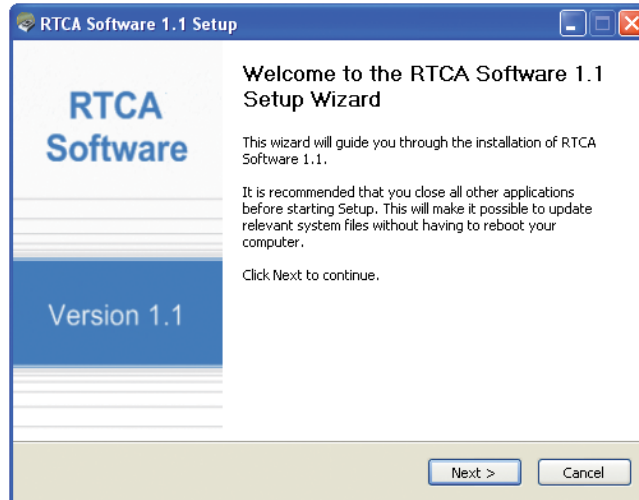 RTCA Software 1.1 Setup
RTCA
Software
Version 1.1
Welcome to the RTCA Software 1.1
Setup Wizard
This wizard will guide you through the installation of RTCA
Software 1.1.
It is recommended that you close all other applications
before starting Setup. This will make it possible to update
relevant system files without having to reboot your
computer.
Click Next to continue.
Next >
Cancel